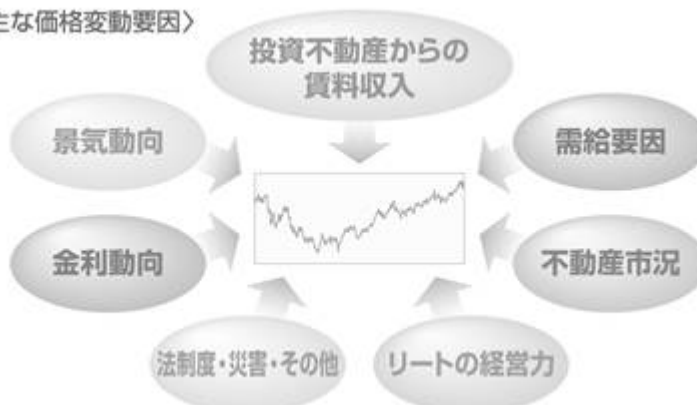 主な価格変動要因〉
投資不動産からの
賃料収入
景気動向
需給要因
金利動向
不動産市況
法制度・災害・その他
リートの経営力